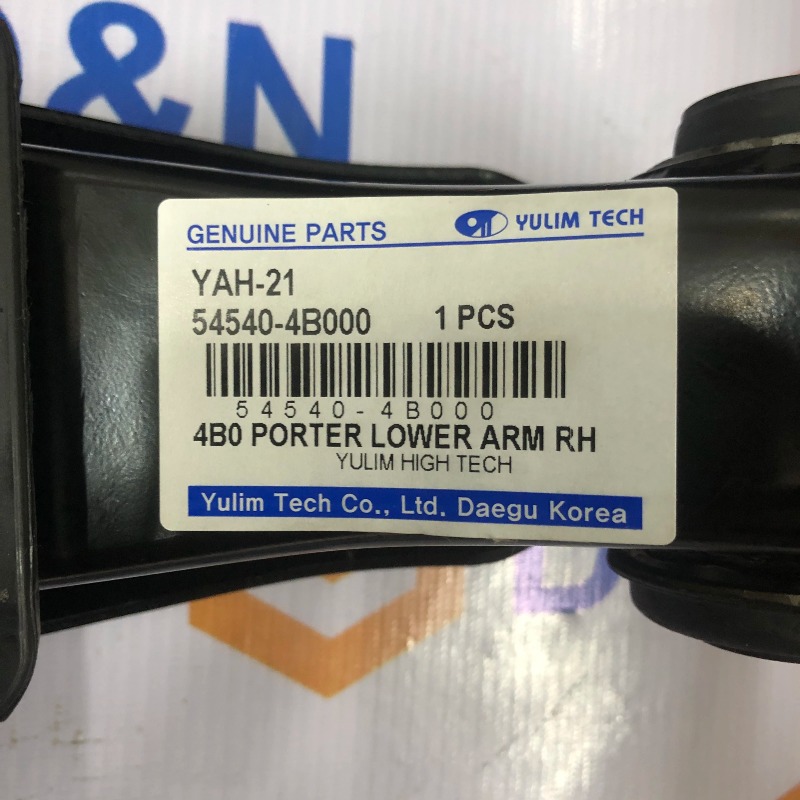 &N
GENUINE PARTS
YULIM TECH
YAH-21
54540-4B000 1 PCS
54540-4B000
4B0 PORTER LOWER ARM RH
YULIM HIGH TECH
Yulim Tech Co., Ltd. Daegu Korea